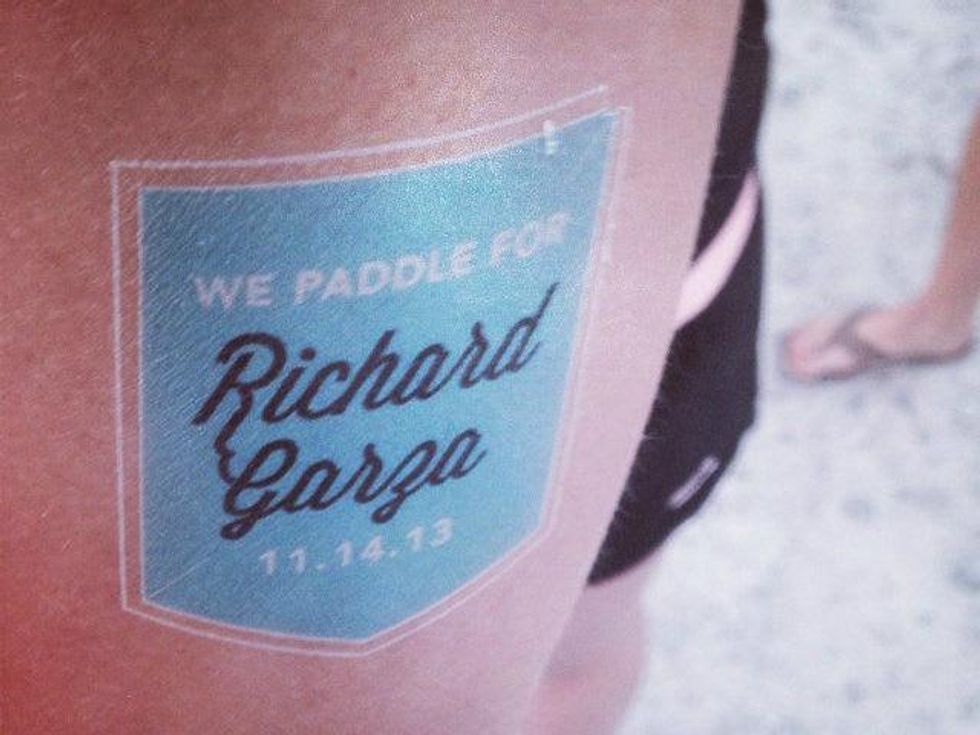 WE PADDLE FOR
Richard
Garza
11.14.13